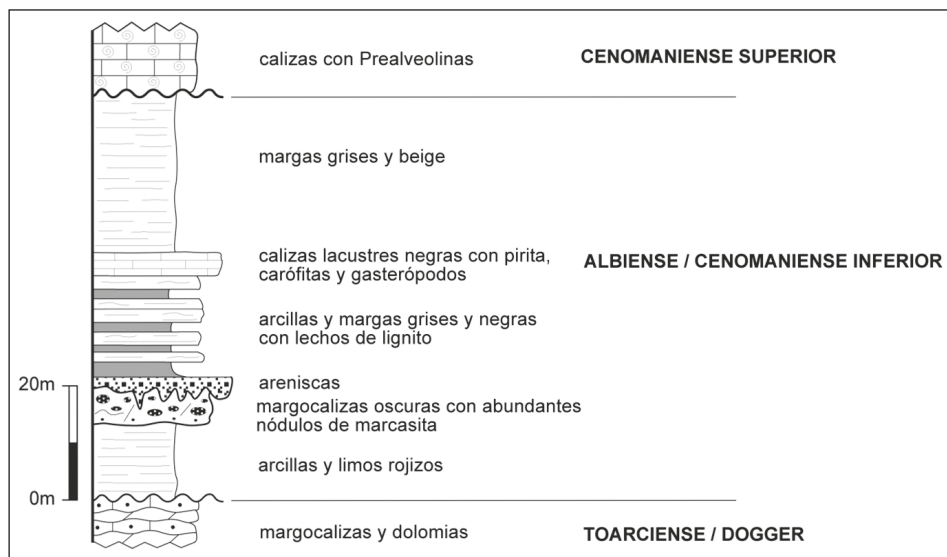 calizas con Prealveolinas
CENOMANIENSE SUPERIOR
margas grises y beige
calizas lacustres negras con pirita,
carófitas y gasterópodos
ALBIENSE / CENOMANIENSE INFERIOR
arcillas y margas grises y negras
con lechos de lignito
20m
areniscas
margocalizas oscuras con abundantes
nódulos de marcasita
arcillas y limos rojizos
0m
margocalizas y dolomias
TOARCIENSE / DOGGER